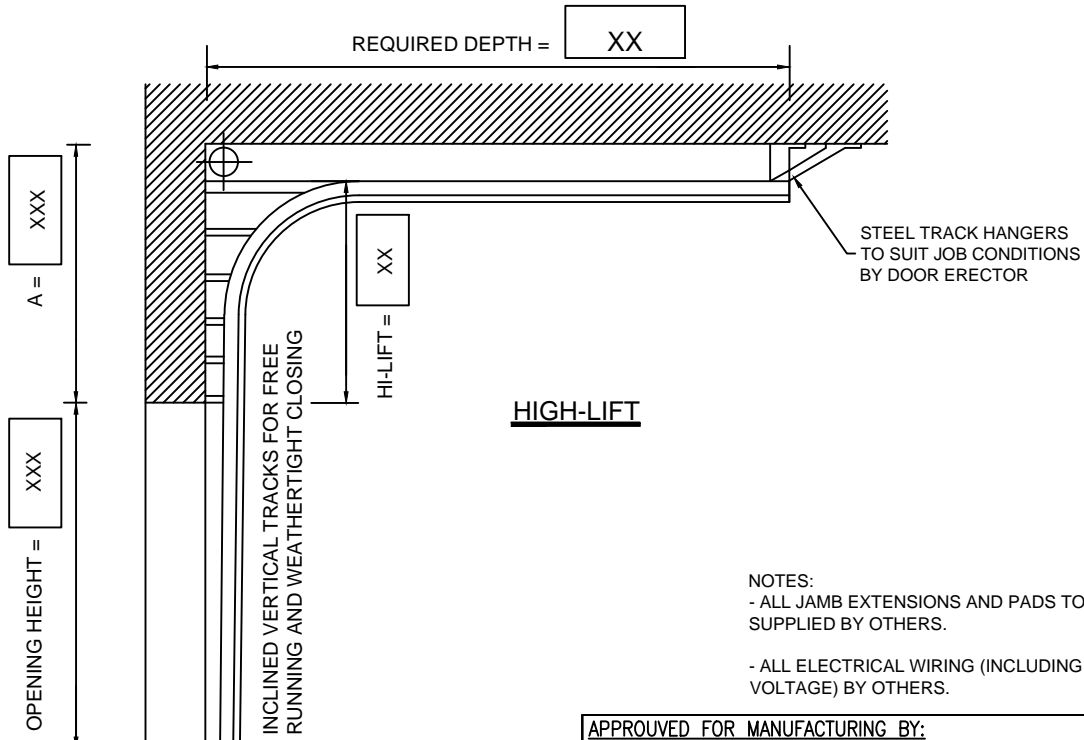 REQUIRED DEPTH = XX
A = XXX
HI-LIFT = XX
STEEL TRACK HANGERS
TO SUIT JOB CONDITIONS
BY DOOR ERECTOR
HIGH-LIFT
OPENING HEIGHT = XXX
INCLINED VERTICAL TRACKS FOR FREE
RUNNING AND WEATHERTIGHT CLOSING
NOTES:
- ALL JAMB EXTENSIONS AND PADS TO
SUPPLIED BY OTHERS.
- ALL ELECTRICAL WIRING (INCLUDING
VOLTAGE) BY OTHERS.
APPROUVED FOR MANUFACTURING BY: